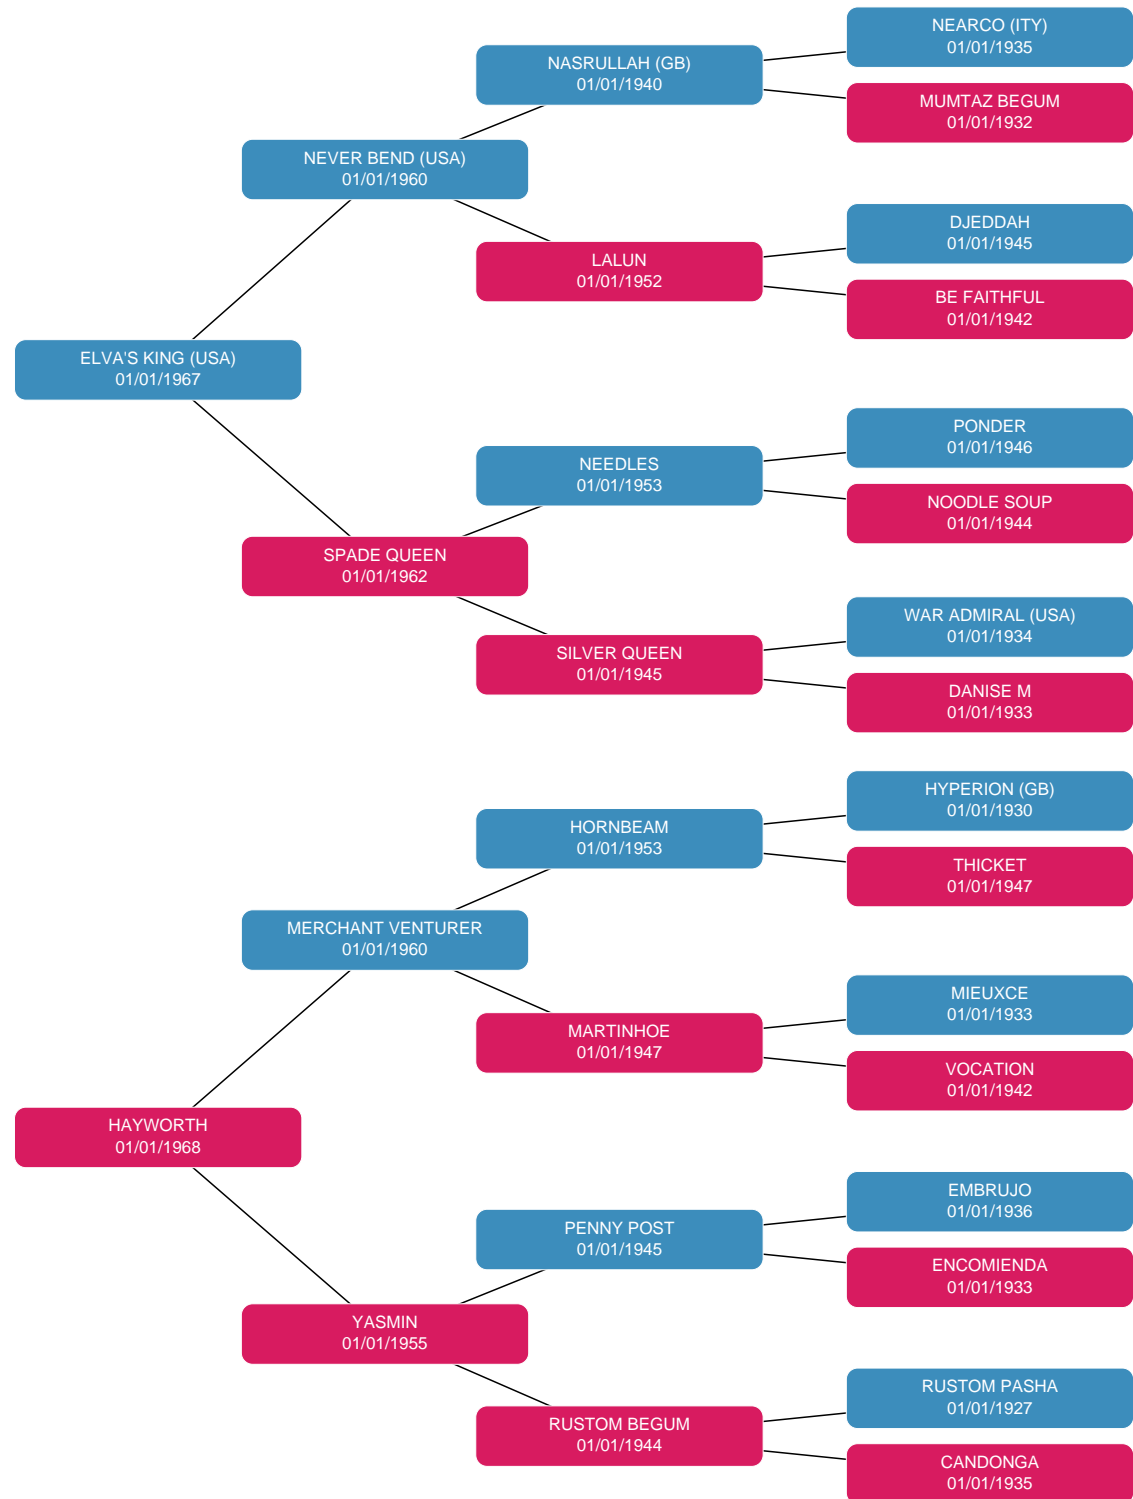 NEARCO (ITY)
01/01/1935
NASRULLAH (GB)
01/01/1940
MUMTAZ BEGUM
01/01/1932
NEVER BEND (USA)
01/01/1960
DJEDDAH
01/01/1945
LALUN
01/01/1952
BE FAITHFUL
01/01/1942
ELVA'S KING (USA)
01/01/1967
PONDER
01/01/1946
NEEDLES
01/01/1953
NOODLE SOUP
01/01/1944
SPADE QUEEN
01/01/1962
WAR ADMIRAL (USA)
01/01/1934
SILVER QUEEN
01/01/1945
DANISE M
01/01/1933
HYPERION (GB)
01/01/1930
HORNBEAM
01/01/1953
THICKET
01/01/1947
MERCHANT VENTURER
01/01/1960
MIEUXCE
01/01/1933
MARTINHOE
01/01/1947
VOCATION
01/01/1942
HAYWORTH
01/01/1968
EMBRUJO
01/01/1936
PENNY POST
01/01/1945
ENCOMIENDA
01/01/1933
YASMIN
01/01/1955
RUSTOM PASHA
01/01/1927
RUSTOM BEGUM
01/01/1944
CANDONGA
01/01/1935